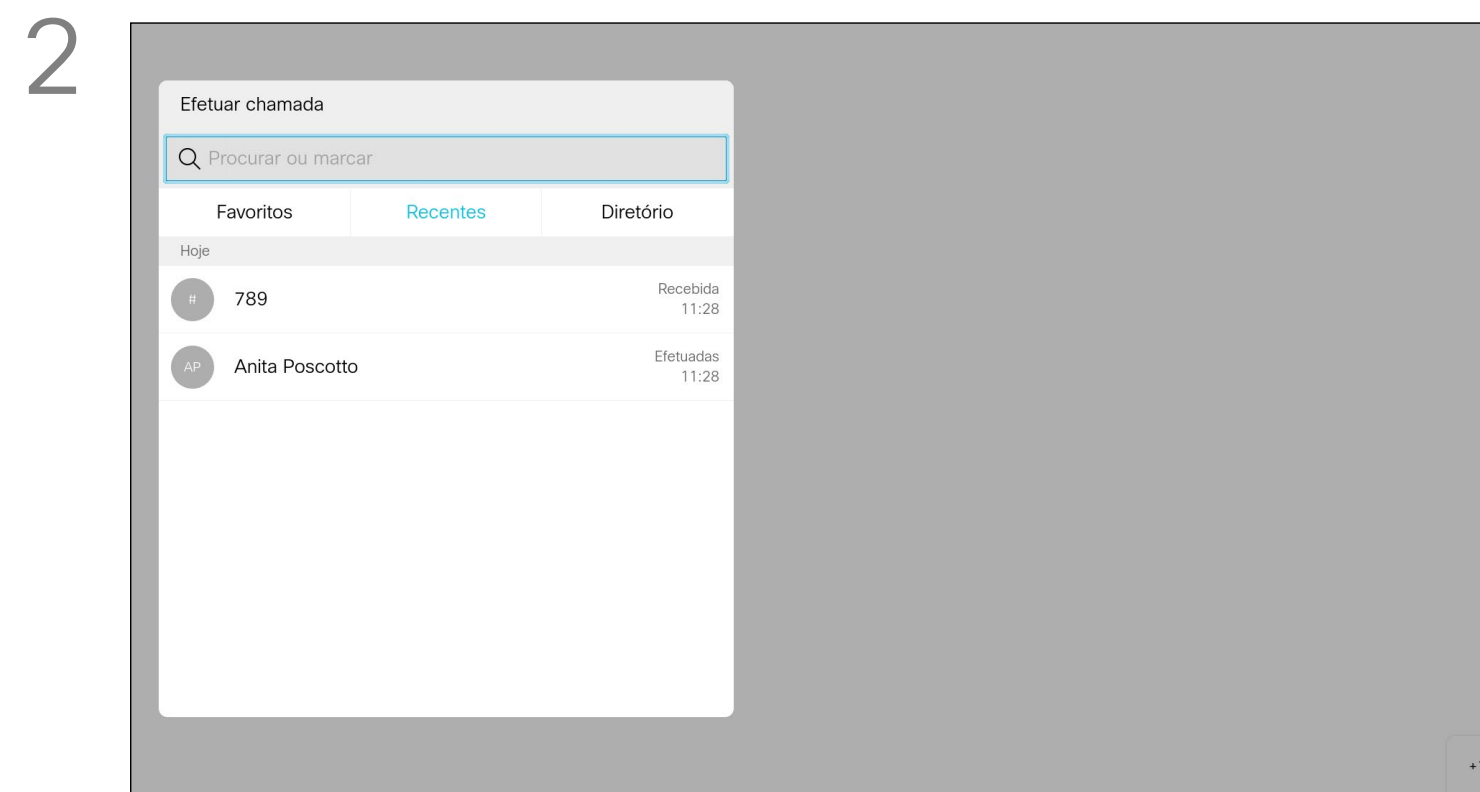 2
Efetuar chamada
Procurar ou marcar
Favoritos Recentes Diretório
Hoje
# 789 Recebida
11:28
AP Anita Poscotto Efetuadas
11:28